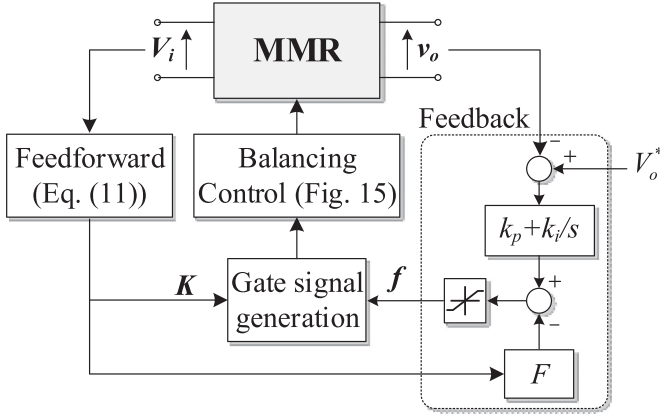 V_i
MMR
v_o
Feedback
Feedforward
(Eq. (11))
Balancing
Control (Fig. 15)
−
+
V_o^*
k_p+k_i/s
K
Gate signal
generation
f
+
−
F